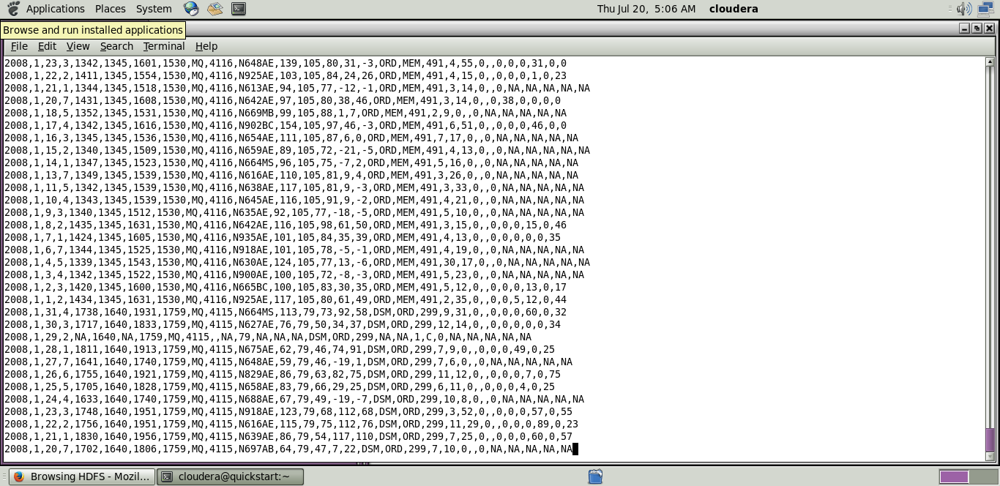 Applications Places System Thu Jul 20, 5:06 AM cloudera
Browse and run installed applications
File Edit View Search Terminal Help
2008,1,23,3,1342,1345,1601,1530,MQ,4116,N648AE,139,105,80,31,-3,ORD,MEM,491,4,55,0,,0,0,0,31,0,0
2008,1,22,2,1411,1345,1554,1530,MQ,4116,N925AE,103,105,84,24,26,ORD,MEM,491,4,15,0,,0,0,0,1,0,23
2008,1,21,1,1344,1345,1518,1530,MQ,4116,N613AE,94,105,77,-12,-1,ORD,MEM,491,3,14,0,,0,NA,NA,NA,NA,NA
2008,1,20,7,1431,1345,1608,1530,MQ,4116,N642AE,97,105,80,38,46,ORD,MEM,491,3,14,0,,0,38,0,0,0,0
2008,1,18,5,1352,1345,1531,1530,MQ,4116,N669MB,99,105,88,1,7,ORD,MEM,491,2,9,0,,0,NA,NA,NA,NA,NA
2008,1,17,4,1342,1345,1616,1530,MQ,4116,N902BC,154,105,97,46,-3,ORD,MEM,491,6,51,0,,0,0,0,46,0,0
2008,1,16,3,1345,1345,1536,1530,MQ,4116,N654AE,111,105,87,6,0,ORD,MEM,491,7,17,0,,0,NA,NA,NA,NA,NA
2008,1,15,2,1340,1345,1509,1530,MQ,4116,N659AE,89,105,72,-21,-5,ORD,MEM,491,4,13,0,,0,NA,NA,NA,NA,NA
2008,1,14,1,1347,1345,1523,1530,MQ,4116,N664MS,96,105,75,-7,2,ORD,MEM,491,5,16,0,,0,NA,NA,NA,NA,NA
2008,1,13,7,1349,1345,1539,1530,MQ,4116,N616AE,110,105,81,9,4,ORD,MEM,491,3,26,0,,0,NA,NA,NA,NA,NA
2008,1,11,5,1342,1345,1539,1530,MQ,4116,N638AE,117,105,81,9,-3,ORD,MEM,491,3,33,0,,0,NA,NA,NA,NA,NA
2008,1,10,4,1343,1345,1539,1530,MQ,4116,N645AE,116,105,91,9,-2,ORD,MEM,491,4,21,0,,0,NA,NA,NA,NA,NA
2008,1,9,3,1340,1345,1512,1530,MQ,4116,N635AE,92,105,77,-18,-5,ORD,MEM,491,5,10,0,,0,NA,NA,NA,NA,NA
2008,1,8,2,1435,1345,1631,1530,MQ,4116,N642AE,116,105,98,61,50,ORD,MEM,491,3,15,0,,0,0,0,15,0,46
2008,1,7,1,1424,1345,1605,1530,MQ,4116,N935AE,101,105,84,35,39,ORD,MEM,491,4,13,0,,0,0,0,0,0,35
2008,1,6,7,1344,1345,1525,1530,MQ,4116,N918AE,101,105,78,-5,-1,ORD,MEM,491,4,19,0,,0,NA,NA,NA,NA,NA
2008,1,4,5,1339,1345,1543,1530,MQ,4116,N630AE,124,105,77,13,-6,ORD,MEM,491,30,17,0,,0,NA,NA,NA,NA,NA
2008,1,3,4,1342,1345,1522,1530,MQ,4116,N900AE,100,105,72,-8,-3,ORD,MEM,491,5,23,0,,0,NA,NA,NA,NA,NA
2008,1,2,3,1420,1345,1600,1530,MQ,4116,N665BC,100,105,83,30,35,ORD,MEM,491,5,12,0,,0,0,0,13,0,17
2008,1,1,2,1434,1345,1631,1530,MQ,4116,N925AE,117,105,80,61,49,ORD,MEM,491,2,35,0,,0,0,5,12,0,44
2008,1,31,4,1738,1640,1931,1759,MQ,4115,N664MS,113,79,73,92,58,DSM,ORD,299,9,31,0,,0,0,0,60,0,32
2008,1,30,3,1717,1640,1833,1759,MQ,4115,N627AE,76,79,50,34,37,DSM,ORD,299,12,14,0,,0,0,0,0,0,34
2008,1,29,2,NA,1640,NA,1759,MQ,4115,,NA,79,NA,NA,NA,DSM,ORD,299,NA,NA,1,C,0,NA,NA,NA,NA,NA
2008,1,28,1,1811,1640,1913,1759,MQ,4115,N675AE,62,79,46,74,91,DSM,ORD,299,7,9,0,,0,0,0,49,0,25
2008,1,27,7,1641,1640,1740,1759,MQ,4115,N648AE,59,79,46,-19,1,DSM,ORD,299,7,6,0,,0,NA,NA,NA,NA,NA
2008,1,26,6,1755,1640,1921,1759,MQ,4115,N829AE,86,79,63,82,75,DSM,ORD,299,11,12,0,,0,0,0,7,0,75
2008,1,25,5,1705,1640,1828,1759,MQ,4115,N658AE,83,79,66,29,25,DSM,ORD,299,6,11,0,,0,0,0,4,0,25
2008,1,24,4,1633,1640,1740,1759,MQ,4115,N688AE,67,79,49,-19,-7,DSM,ORD,299,10,8,0,,0,NA,NA,NA,NA,NA
2008,1,23,3,1748,1640,1951,1759,MQ,4115,N918AE,123,79,68,112,68,DSM,ORD,299,3,52,0,,0,0,0,57,0,55
2008,1,22,2,1756,1640,1951,1759,MQ,4115,N616AE,115,79,75,112,76,DSM,ORD,299,11,29,0,,0,0,0,89,0,23
2008,1,21,1,1830,1640,1956,1759,MQ,4115,N639AE,86,79,54,117,110,DSM,ORD,299,7,25,0,,0,0,0,60,0,57
2008,1,20,7,1702,1640,1806,1759,MQ,4115,N697AB,64,79,47,7,22,DSM,ORD,299,7,10,0,,0,NA,NA,NA,NA,NA
Browsing HDFS - Mozil... cloudera@quickstart:~